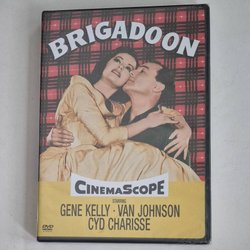 BRIGADOON
CINEMASCOPE
STARRING
GENE KELLY · VAN JOHNSON
CYD CHARISSE
DVD